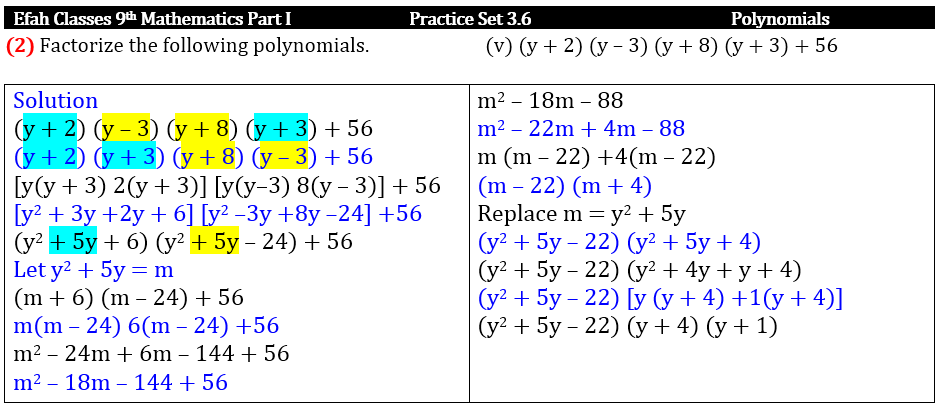 Efah Classes 9th Mathematics Part I Practice Set 3.6 Polynomials
(2) Factorize the following polynomials. (v) (y + 2) (y – 3) (y + 8) (y + 3) + 56
Solution
(y + 2) (y – 3) (y + 8) (y + 3) + 56
(y + 2) (y + 3) (y + 8) (y – 3) + 56
[y(y + 3) 2(y + 3)] [y(y–3) 8(y – 3)] + 56
[y² + 3y +2y + 6] [y² –3y +8y –24] +56
(y² + 5y + 6) (y² + 5y – 24) + 56
Let y² + 5y = m
(m + 6) (m – 24) + 56
m(m – 24) 6(m – 24) +56
m² – 24m + 6m – 144 + 56
m² – 18m – 144 + 56
m² – 18m – 88
m² – 22m + 4m – 88
m (m – 22) +4(m – 22)
(m – 22) (m + 4)
Replace m = y² + 5y
(y² + 5y – 22) (y² + 5y + 4)
(y² + 5y – 22) (y² + 4y + y + 4)
(y² + 5y – 22) [y (y + 4) +1(y + 4)]
(y² + 5y – 22) (y + 4) (y + 1)